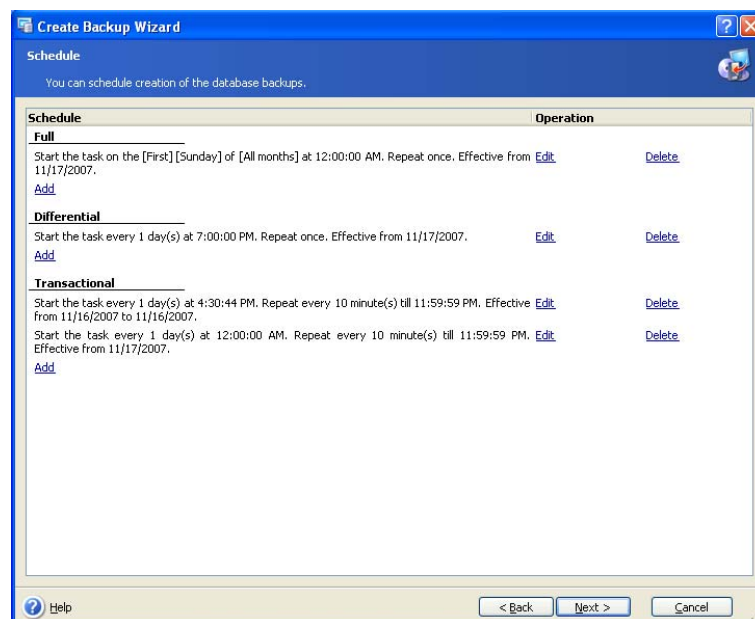 Create Backup Wizard
Schedule
You can schedule creation of the database backups.
Schedule Operation
Full
Start the task on the [First] [Sunday] of [All months] at 12:00:00 AM. Repeat once. Effective from Edit Delete
11/17/2007.
Add
Differential
Start the task every 1 day(s) at 7:00:00 PM. Repeat once. Effective from 11/17/2007. Edit Delete
Add
Transactional
Start the task every 1 day(s) at 4:30:44 PM. Repeat every 10 minute(s) till 11:59:59 PM. Effective Edit Delete
from 11/16/2007 to 11/16/2007.
Start the task every 1 day(s) at 12:00:00 AM. Repeat every 10 minute(s) till 11:59:59 PM. Edit Delete
Effective from 11/17/2007.
Add
Help < Back Next > Cancel